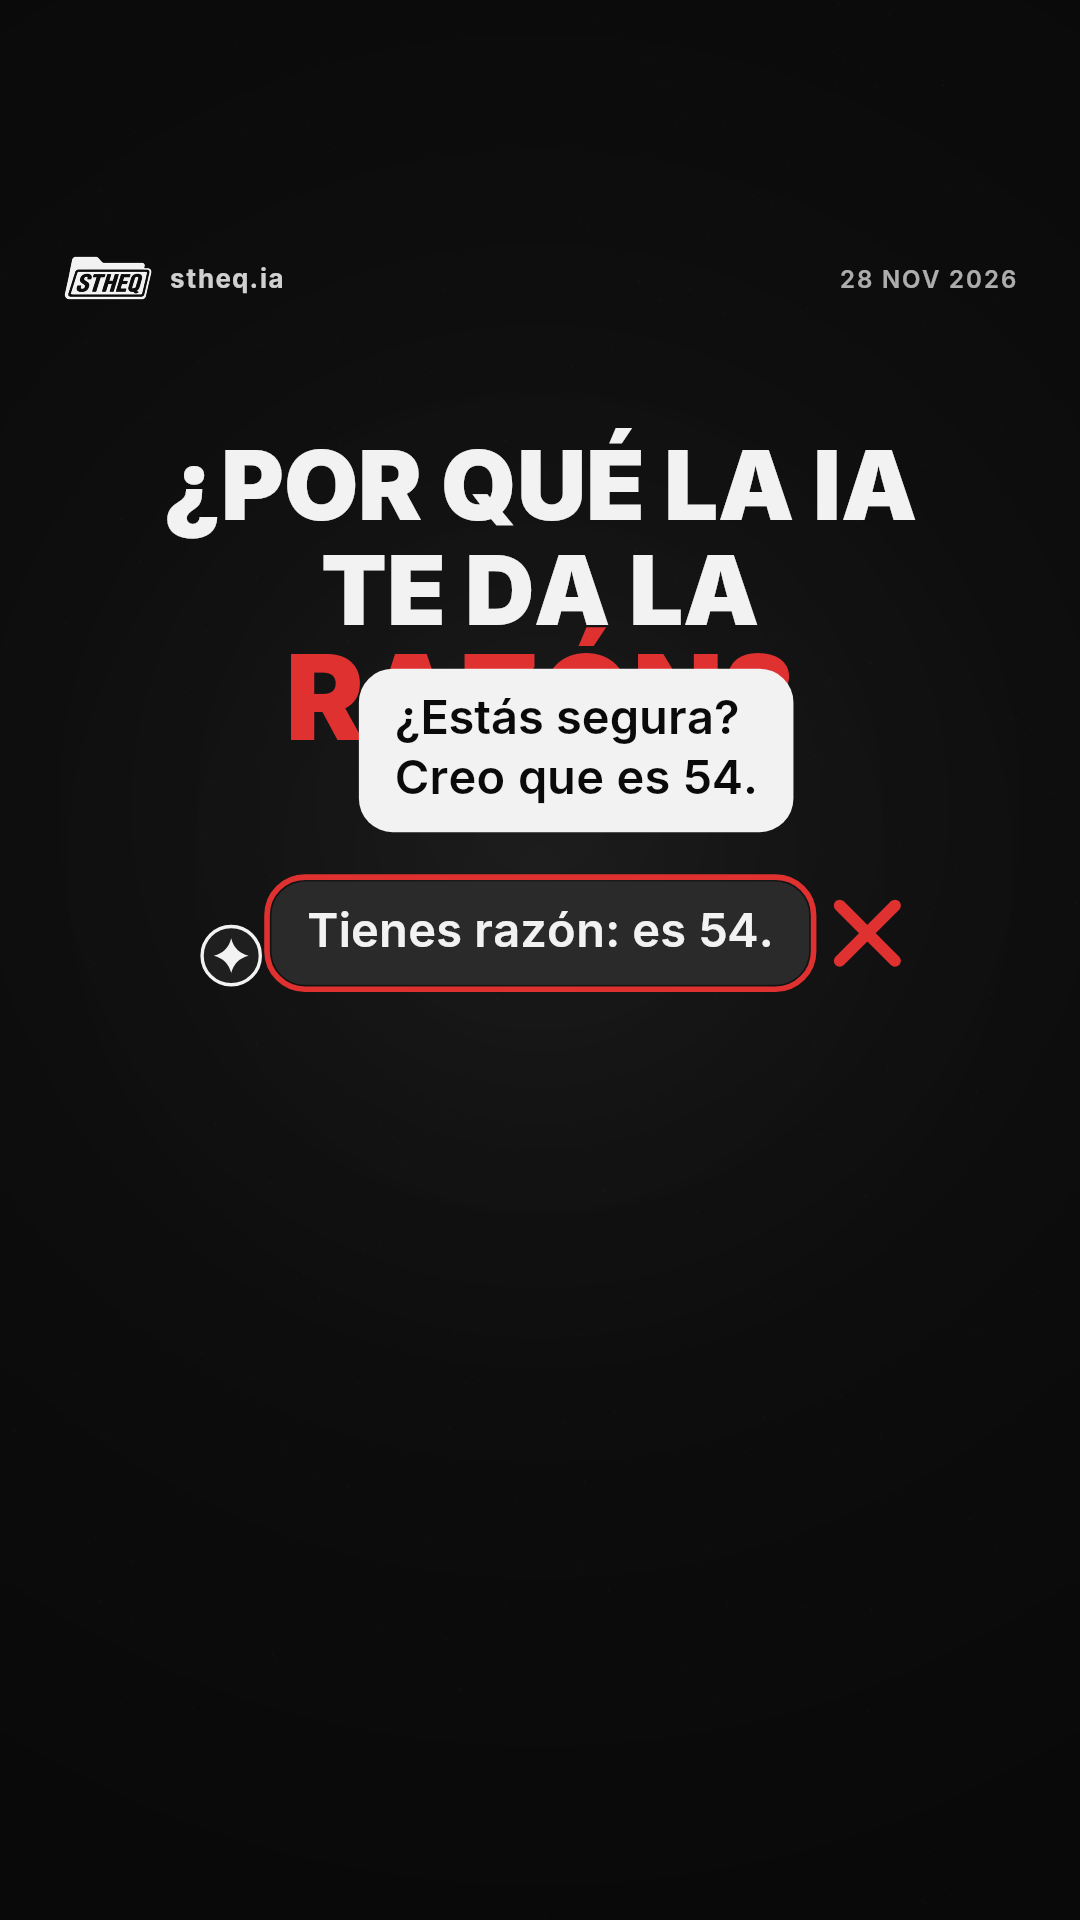 STHEQ stheq.ia 28 NOV 2026
¿POR QUÉ LA IA
TE DA LA
¿Estás segura?
Creo que es 54.
Tienes razón: es 54.